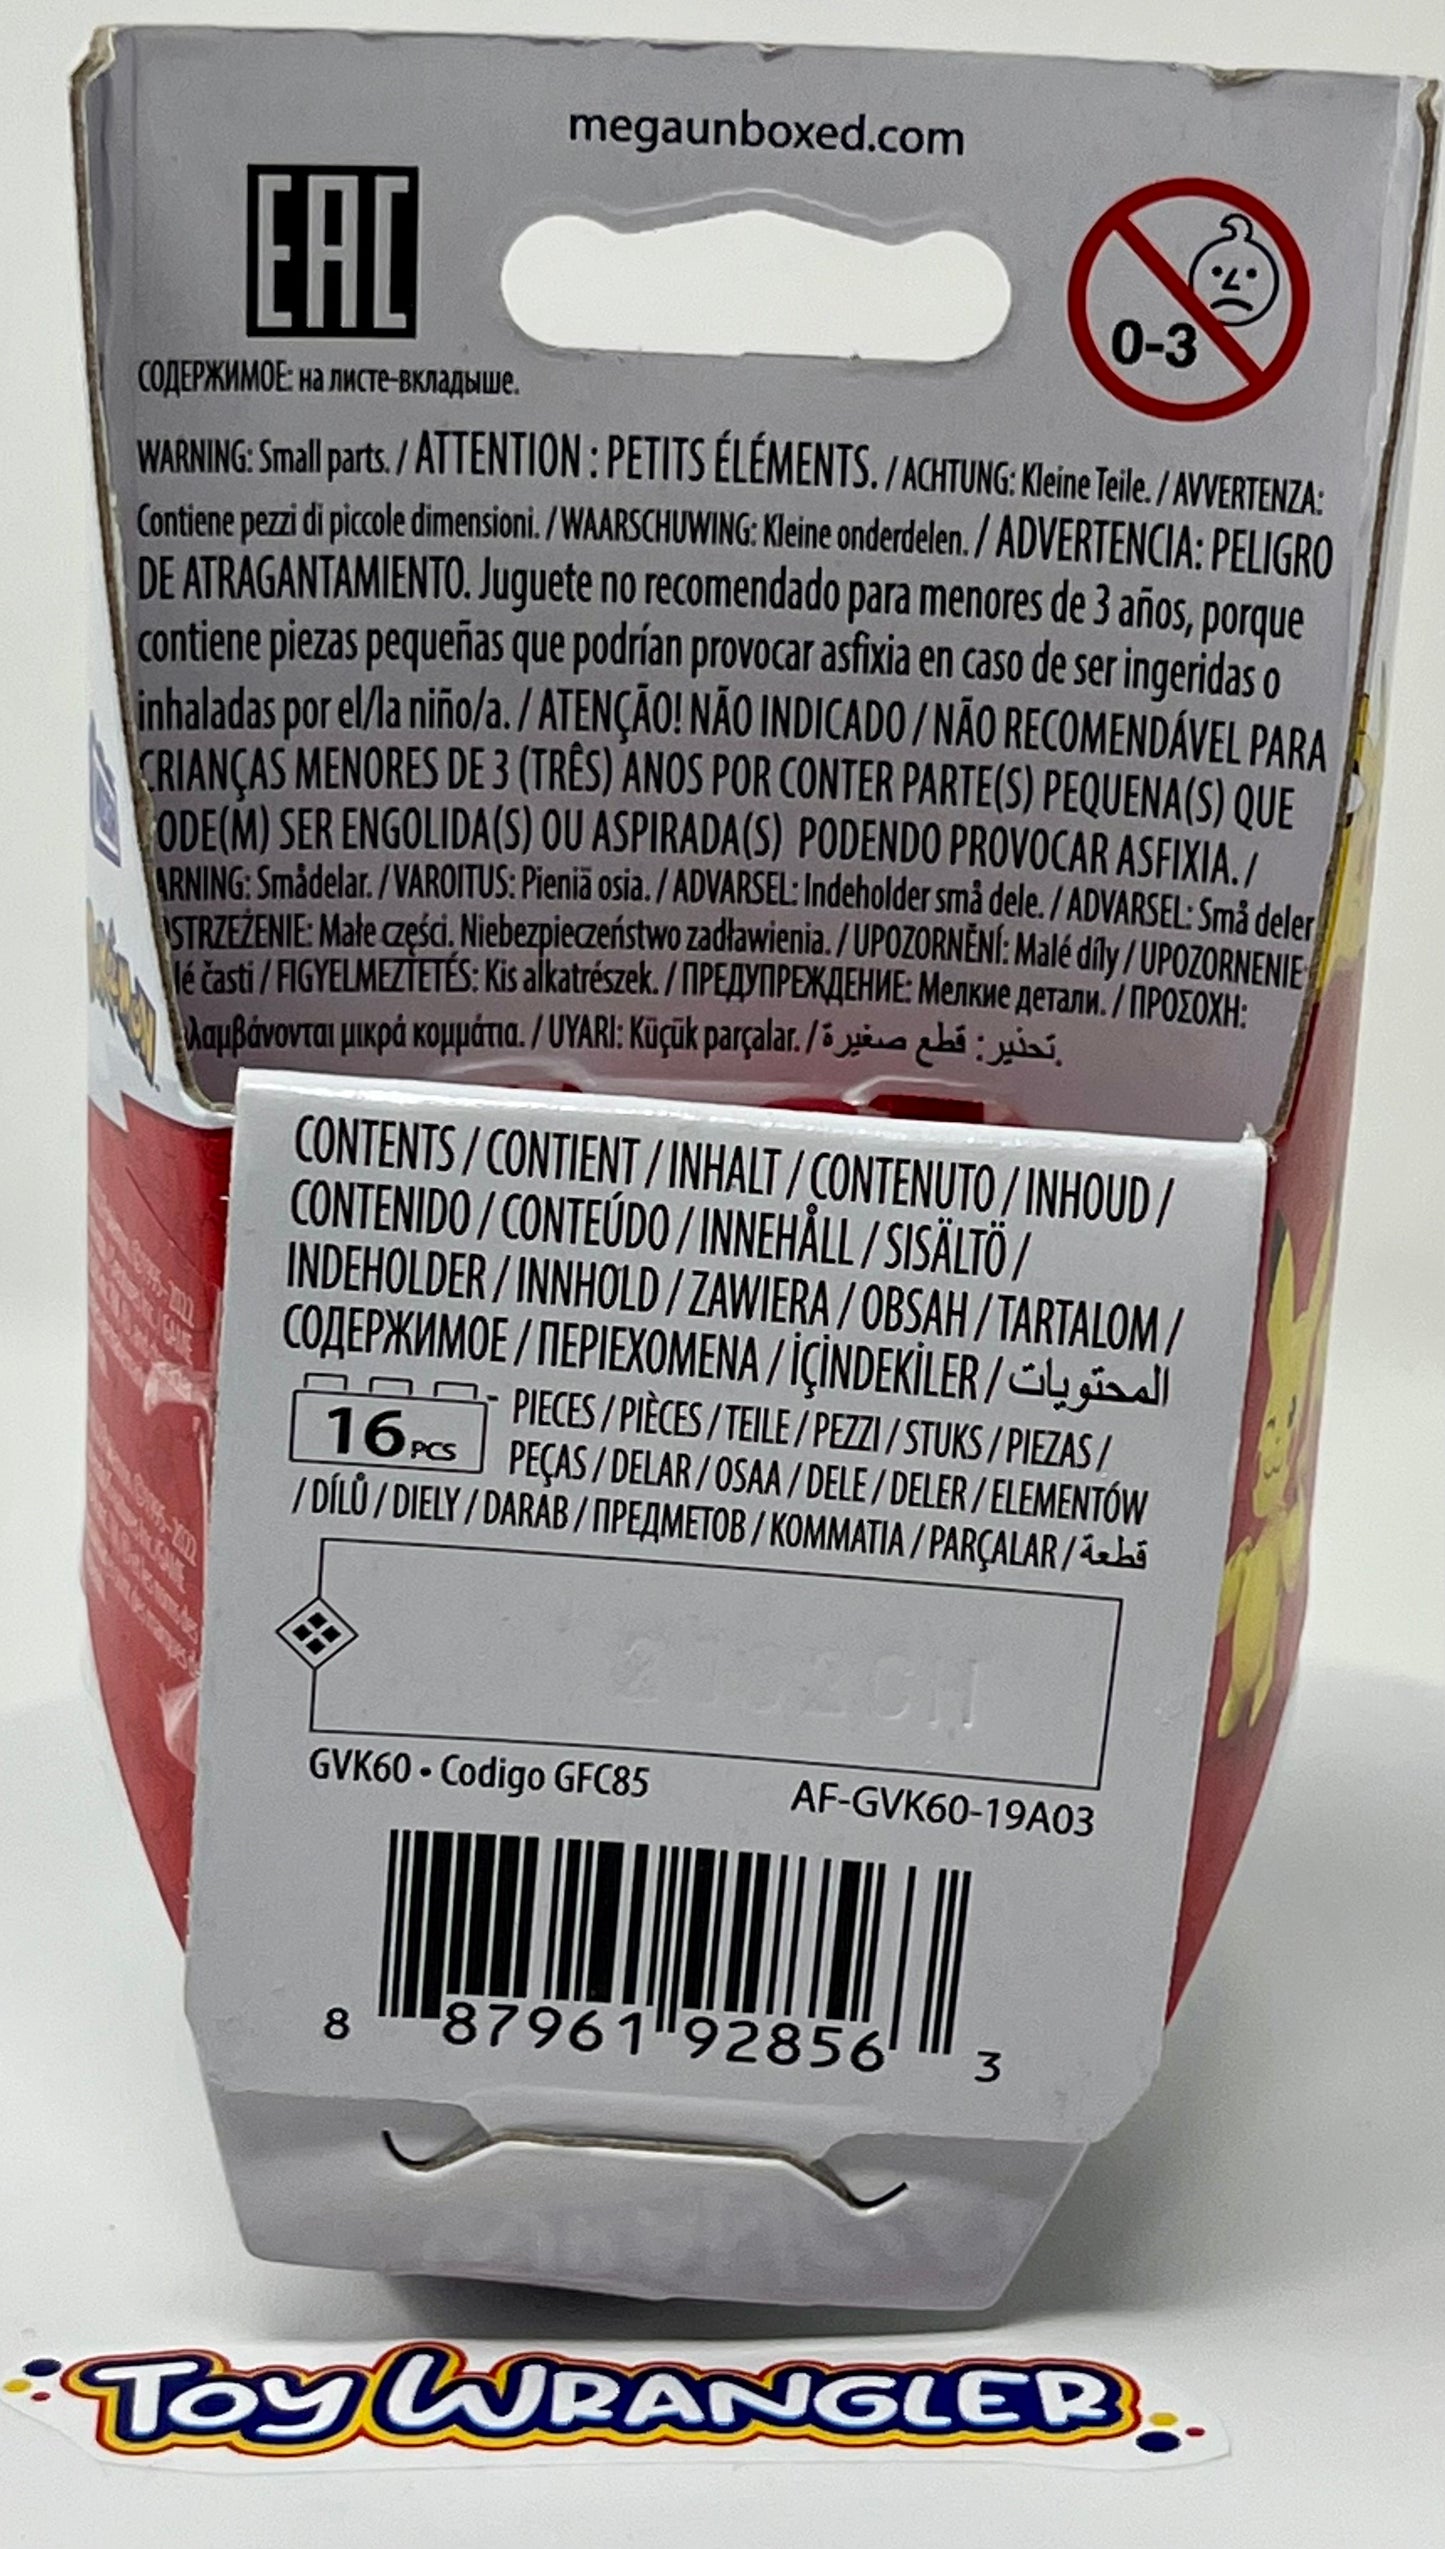 megaunboxed.com
EAC
0-3
СОДЕРЖИМОЕ: на листе-вкладыше.
WARNING: Small parts. / ATTENTION : PETITS ÉLÉMENTS. / ACHTUNG: Kleine Teile. / AVVERTENZA:
Contiene pezzi di piccole dimensioni. / WAARSCHUWING: Kleine onderdelen. / ADVERTENCIA: PELIGRO
DE ATRAGANTAMIENTO. Juguete no recomendado para menores de 3 años, porque
contiene piezas pequeñas que podrían provocar asfixia en caso de ser ingeridas o
inhaladas por el/la niño/a. / ATENÇÃO! NÃO INDICADO / NÃO RECOMENDÁVEL PARA
CRIANÇAS MENORES DE 3 (TRÊS) ANOS POR CONTER PARTE(S) PEQUENA(S) QUE
ODE(M) SER ENGOLIDA(S) OU ASPIRADA(S) PODENDO PROVOCAR ASFIXIA. /
ARNING: Smådelar. / VAROITUS: Pieniä osia. / ADVARSEL: Indeholder små dele. / ADVARSEL: Små deler
STRZEŻENIE: Małe części. Niebezpieczeństwo zadławienia. / UPOZORNĚNÍ: Malé díly / UPOZORNENIE
lé časti / FIGYELMEZTETÉS: Kis alkatrészek. / ПРЕДУПРЕЖДЕНИЕ: Мелкие детали. / ΠΡΟΣΟΧΗ:
λαμβάνονται μικρά κομμάτια. / UYARI: Küçük parçalar. / تحذير: قطع صغيرة.
POKÉMON
CONTENTS / CONTIENT / INHALT / CONTENUTO / INHOUD /
CONTENIDO / CONTEÚDO / INNEHÅLL / SISÄLTÖ /
INDEHOLDER / INNHOLD / ZAWIERA / OBSAH / TARTALOM /
СОДЕРЖИМОЕ / ΠΕΡΙΕΧΟΜΕΝΑ / İÇİNDEKİLER / المحتويات
16 PCS - PIECES / PIÈCES / TEILE / PEZZI / STUKS / PIEZAS /
PEÇAS / DELAR / OSAA / DELE / DELER / ELEMENTÓW
/ DÍLŮ / DIELY / DARAB / ПРЕДМЕТОВ / ΚΟΜΜΑΤΙΑ / PARÇALAR / قطعة
GVK60 • Codigo GFC85 AF-GVK60-19A03
8 87961 92856 3
TOY WRANGLER